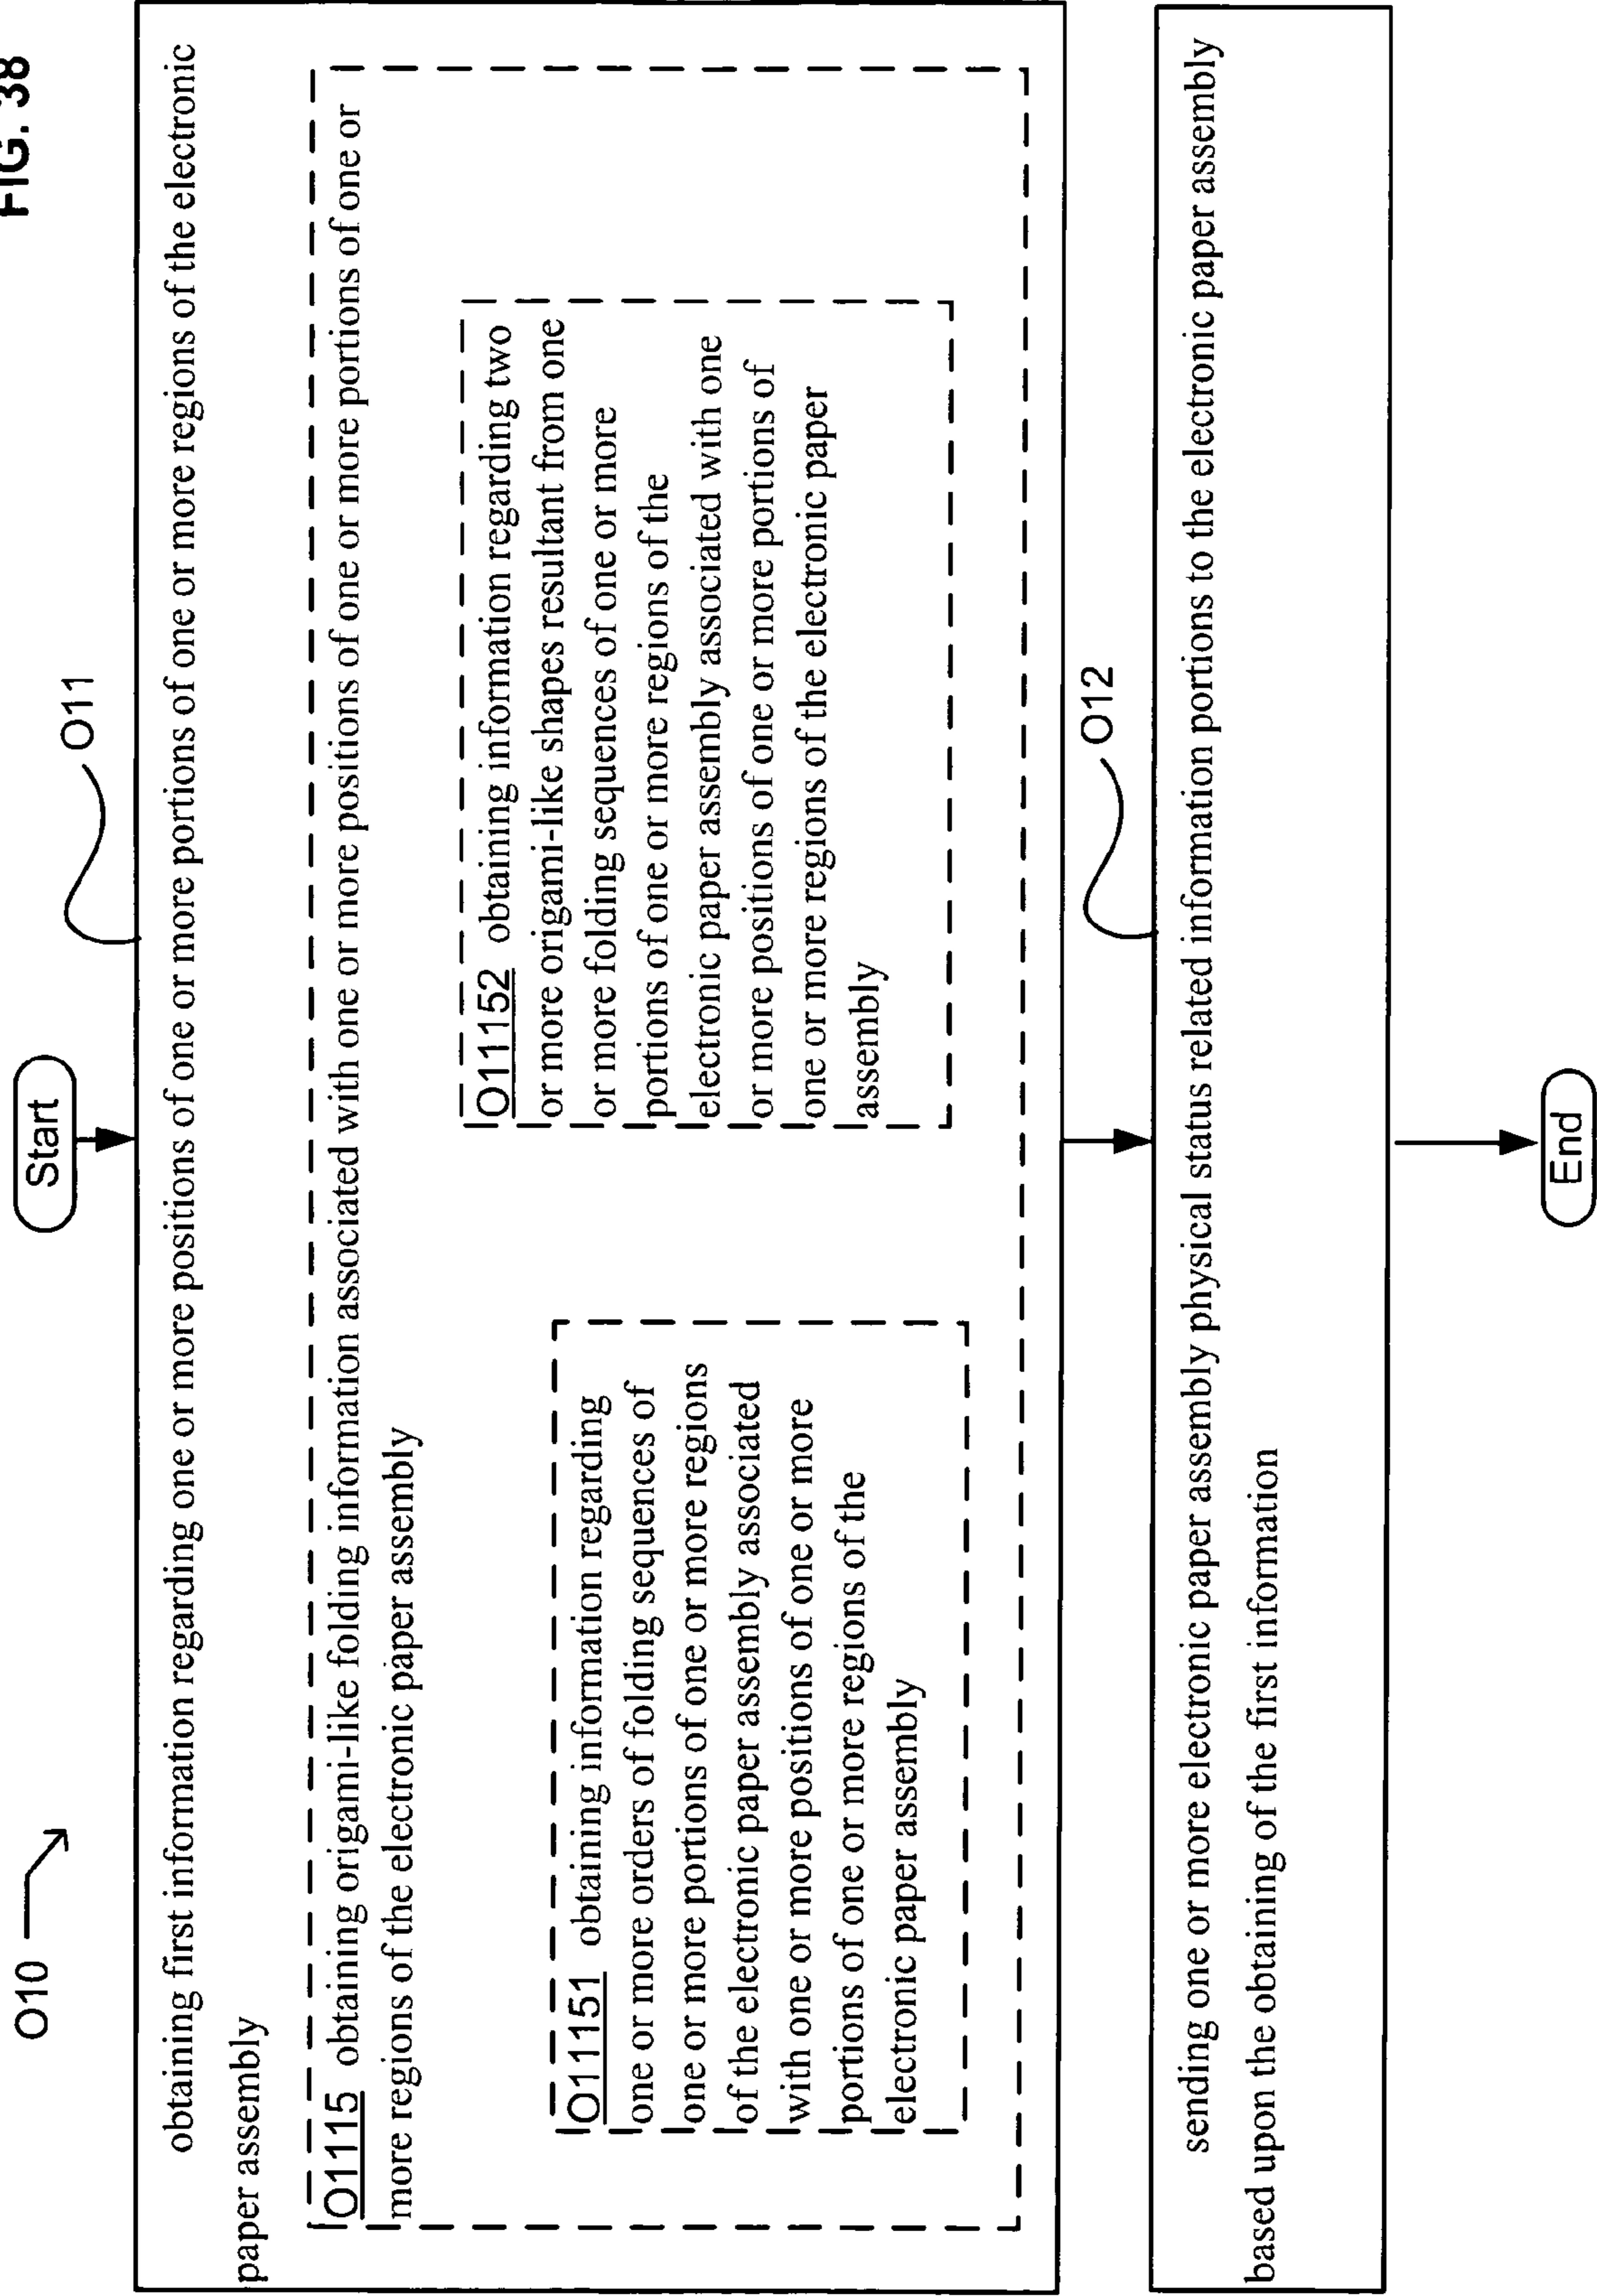 FIG. 38
O10
Start
O11
obtaining first information regarding one or more positions of one or more portions of one or more regions of the electronic
paper assembly
O1115 obtaining origami-like folding information associated with one or more positions of one or more portions of one or
more regions of the electronic paper assembly
O11151 obtaining information regarding
one or more orders of folding sequences of
one or more portions of one or more regions
of the electronic paper assembly associated
with one or more positions of one or more
portions of one or more regions of the
electronic paper assembly
O11152 obtaining information regarding two
or more origami-like shapes resultant from one
or more folding sequences of one or more
portions of one or more regions of the
electronic paper assembly associated with one
or more positions of one or more portions of
one or more regions of the electronic paper
assembly
O12
sending one or more electronic paper assembly physical status related information portions to the electronic paper assembly
based upon the obtaining of the first information
End